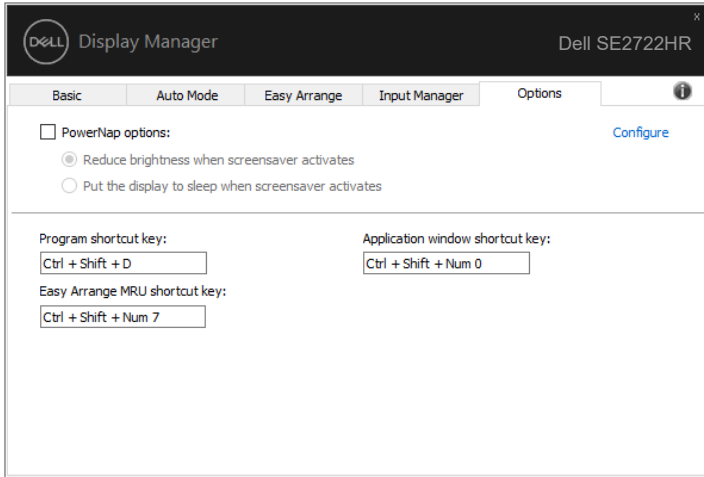 x
DELL Display Manager
Dell SE2722HR
Basic Auto Mode Easy Arrange Input Manager Options
PowerNap options: Configure
Reduce brightness when screensaver activates
Put the display to sleep when screensaver activates
Program shortcut key: Application window shortcut key:
Ctrl + Shift + D Ctrl + Shift + Num 0
Easy Arrange MRU shortcut key:
Ctrl + Shift + Num 7